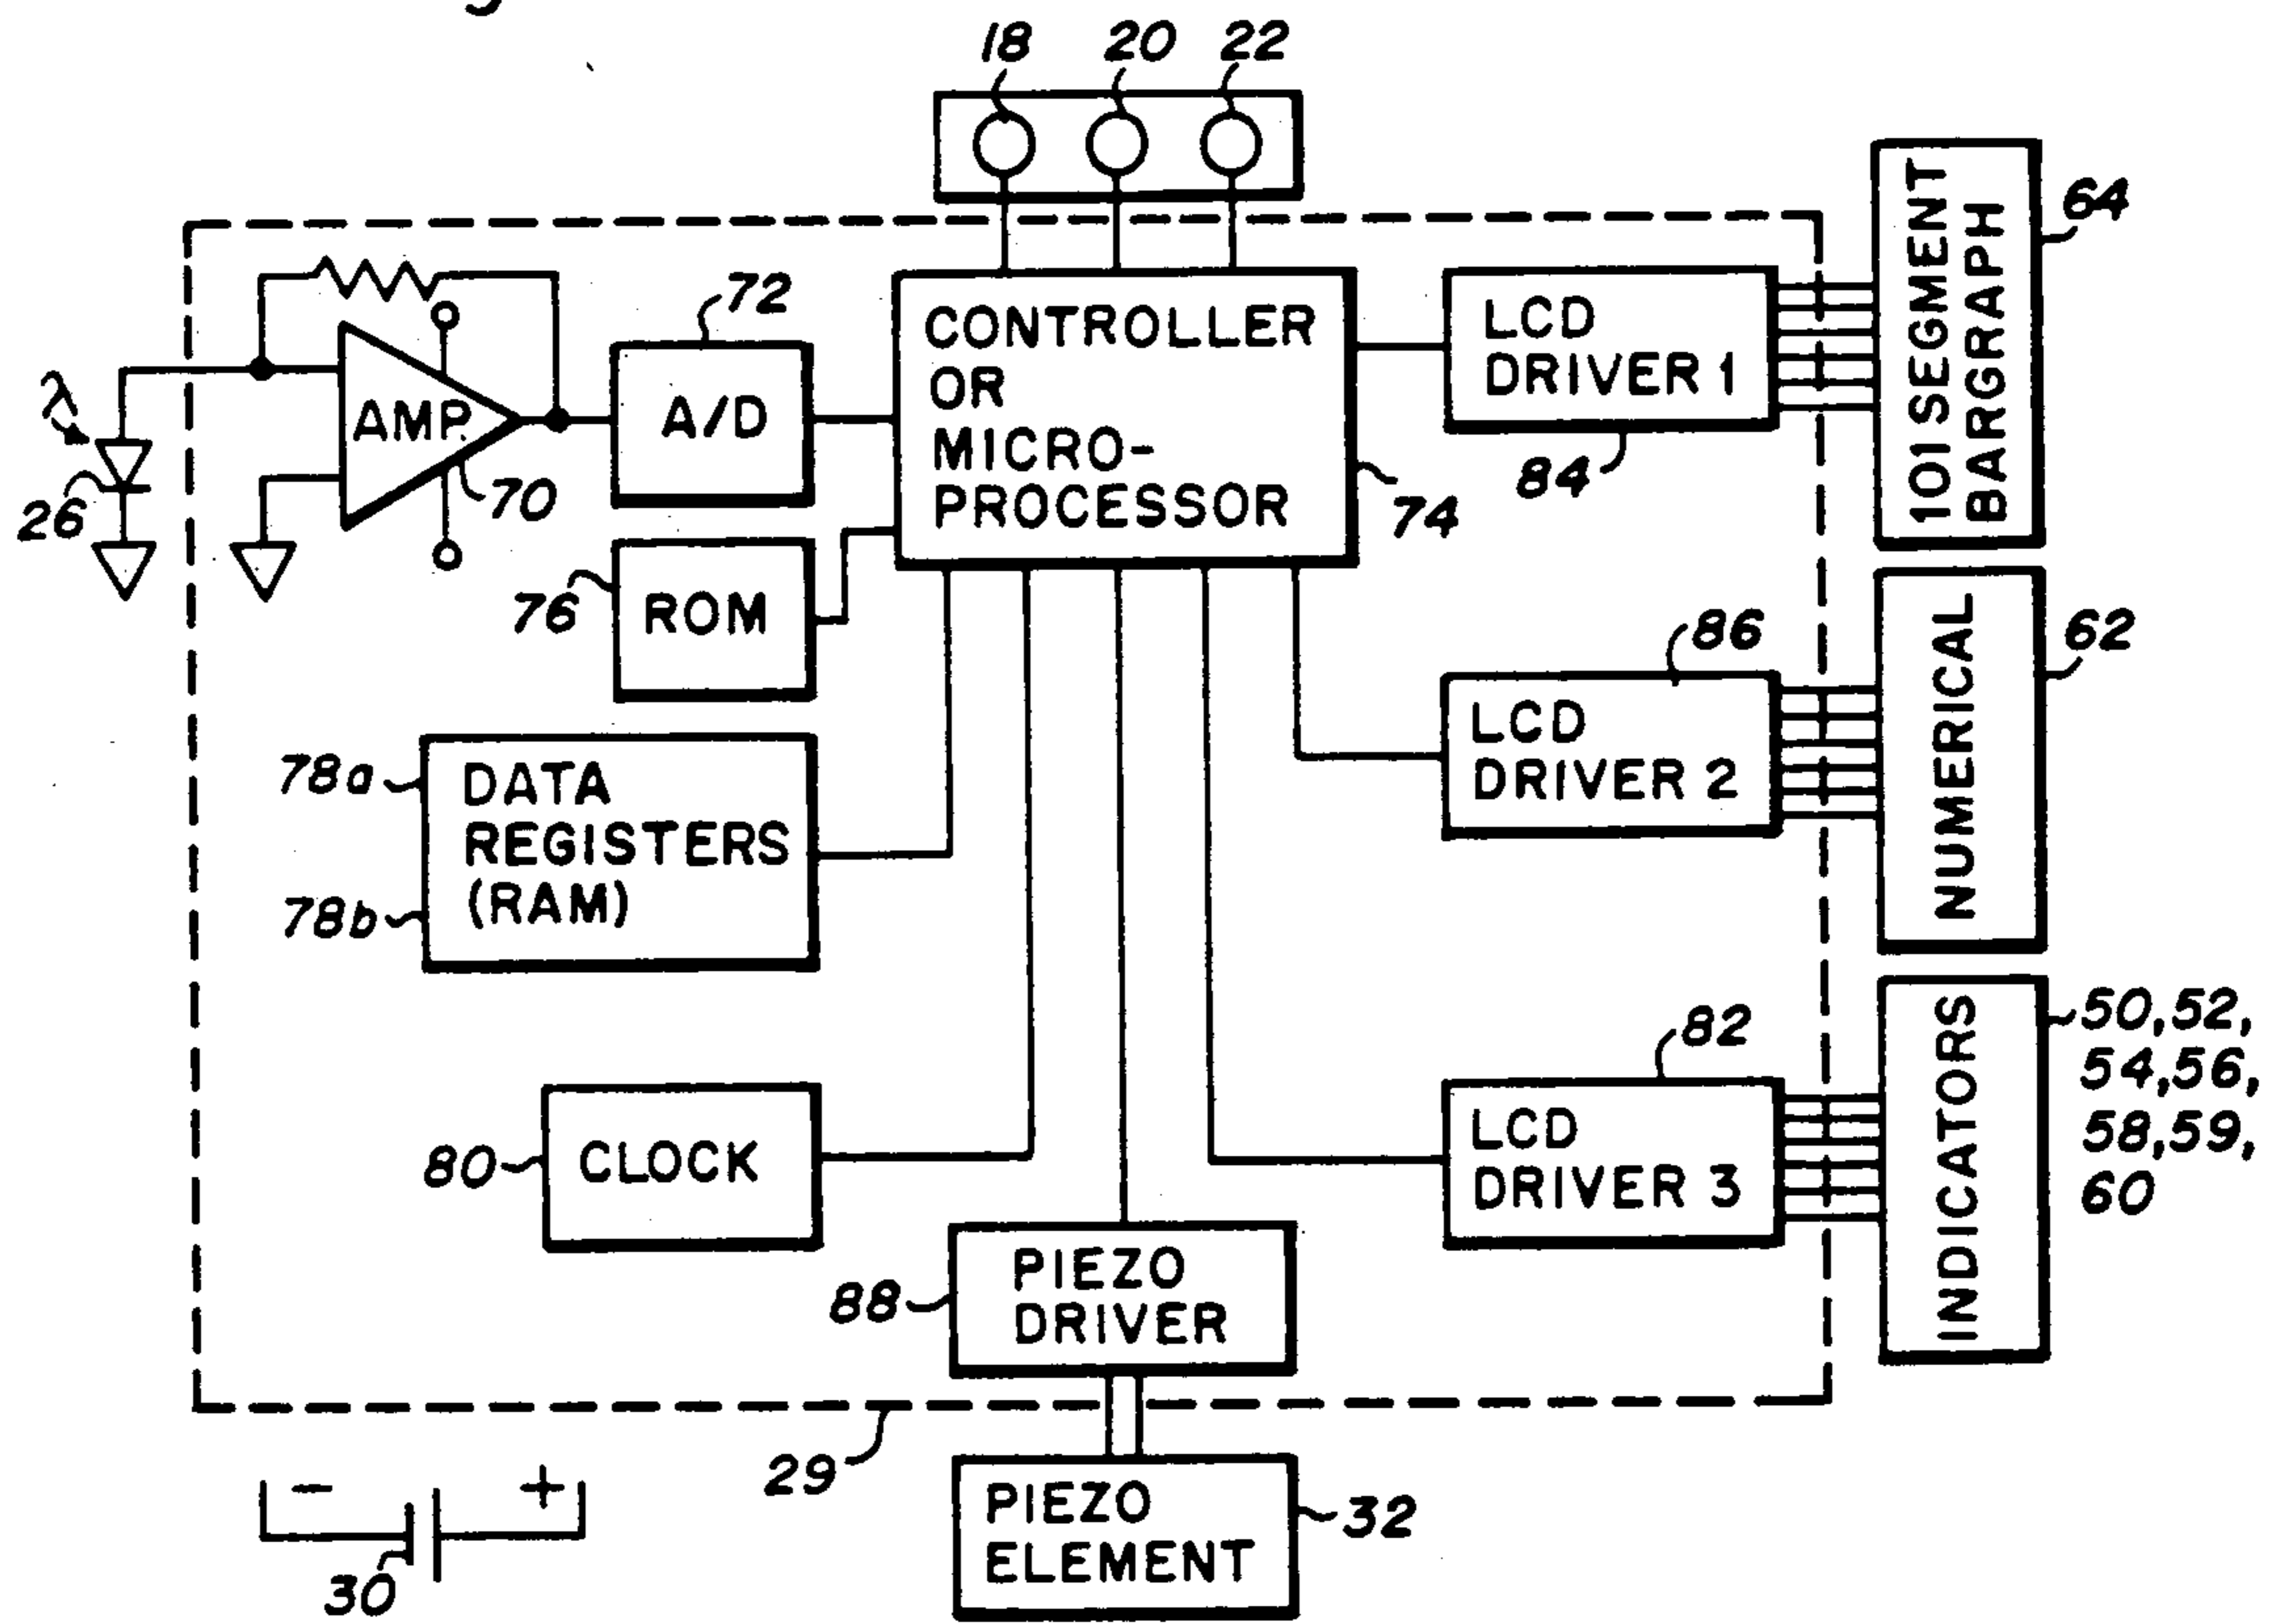 18 20 22
64
101 SEGMENT
BARGRAPH
72
CONTROLLER
OR
MICRO-
PROCESSOR
74
LCD
DRIVER 1
84
λ
26
AMP.
70
A/D
76
ROM
86
62
NUMERICAL
LCD
DRIVER 2
78a
78b
DATA
REGISTERS
(RAM)
82
50,52,
54,56,
58,59,
60
INDICATORS
LCD
DRIVER 3
80
CLOCK
88
PIEZO
DRIVER
29
- +
30
PIEZO
ELEMENT
32